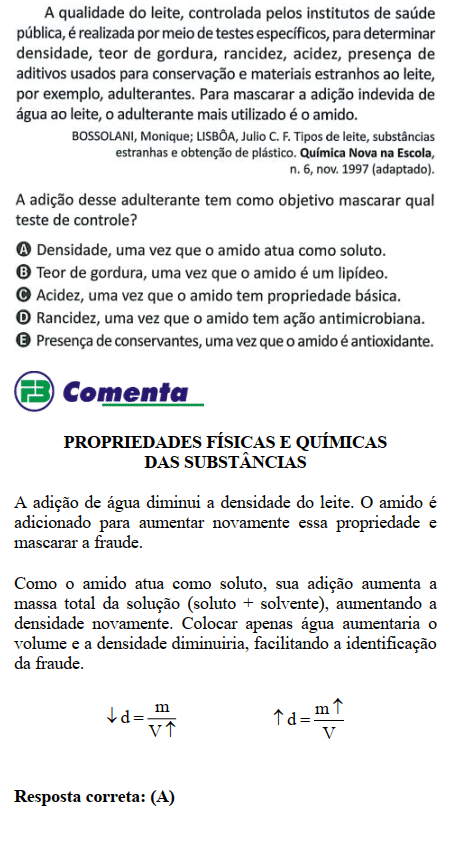 A qualidade do leite, controlada pelos institutos de saúde
pública, é realizada por meio de testes específicos, para determinar
densidade, teor de gordura, rancidez, acidez, presença de
aditivos usados para conservação e materiais estranhos ao leite,
por exemplo, adulterantes. Para mascarar a adição indevida de
água ao leite, o adulterante mais utilizado é o amido.
BOSSOLANI, Monique; LISBÔA, Julio C. F. Tipos de leite, substâncias
estranhas e obtenção de plástico. Química Nova na Escola,
n. 6, nov. 1997 (adaptado).
A adição desse adulterante tem como objetivo mascarar qual
teste de controle?
A Densidade, uma vez que o amido atua como soluto.
B Teor de gordura, uma vez que o amido é um lipídeo.
C Acidez, uma vez que o amido tem propriedade básica.
D Rancidez, uma vez que o amido tem ação antimicrobiana.
E Presença de conservantes, uma vez que o amido é antioxidante.
FB Comenta
PROPRIEDADES FÍSICAS E QUÍMICAS
DAS SUBSTÂNCIAS
A adição de água diminui a densidade do leite. O amido é
adicionado para aumentar novamente essa propriedade e
mascarar a fraude.
Como o amido atua como soluto, sua adição aumenta a
massa total da solução (soluto + solvente), aumentando a
densidade novamente. Colocar apenas água aumentaria o
volume e a densidade diminuiria, facilitando a identificação
da fraude.
↓d = m / V↑ ↑d = m↑ / V
Resposta correta: (A)